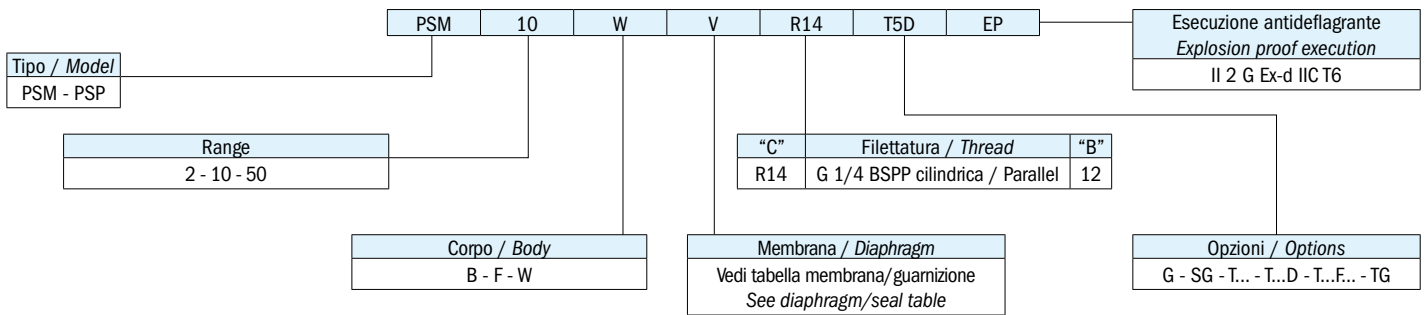 PSM 10 W V R14 T5D EP
Esecuzione antideflagrante
Explosion proof execution
II 2 G Ex-d IIC T6
Tipo / Model
PSM - PSP
Range
2 - 10 - 50
“C” Filettatura / Thread “B”
R14 G 1/4 BSPP cilindrica / Parallel 12
Corpo / Body
B - F - W
Membrana / Diaphragm
Vedi tabella membrana/guarnizione
See diaphragm/seal table
Opzioni / Options
G - SG - T... - T...D - T...F... - TG